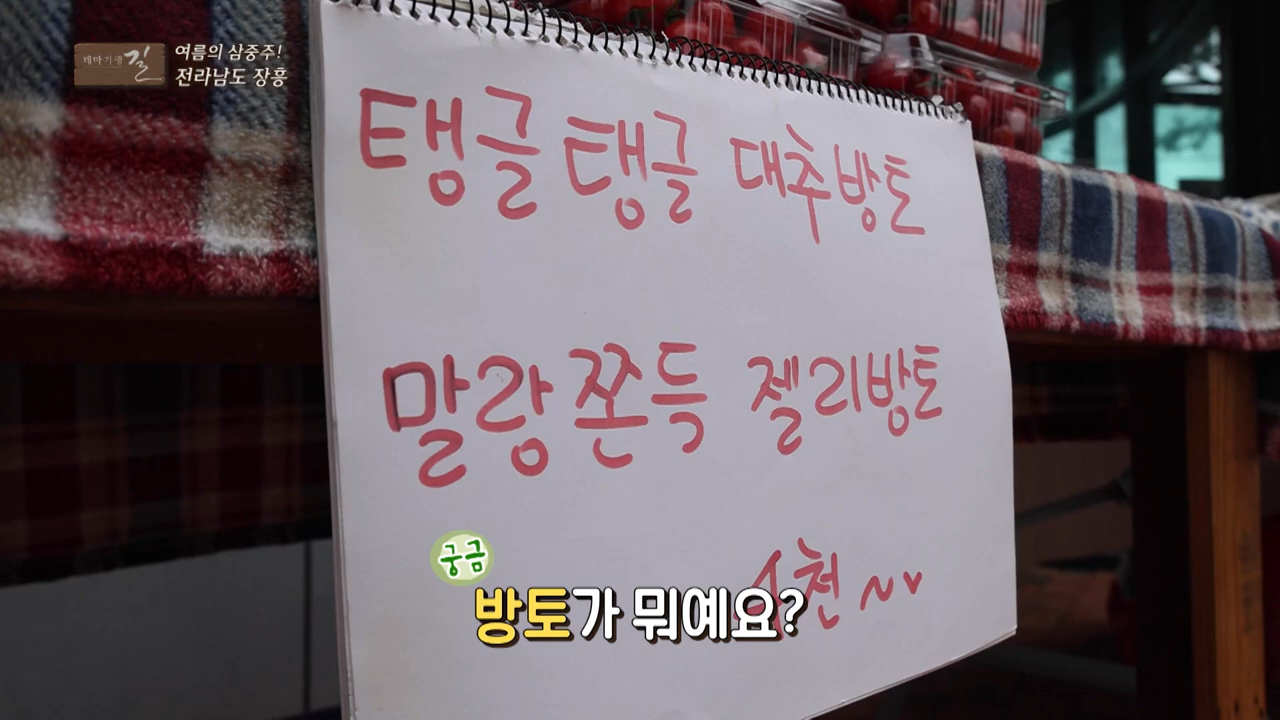 테마기행 길
여름의 삼중주!
전라남도 장흥
탱글탱글 대추방토
말랑쫀득 젤리방토
궁금
방토가 뭐예요?